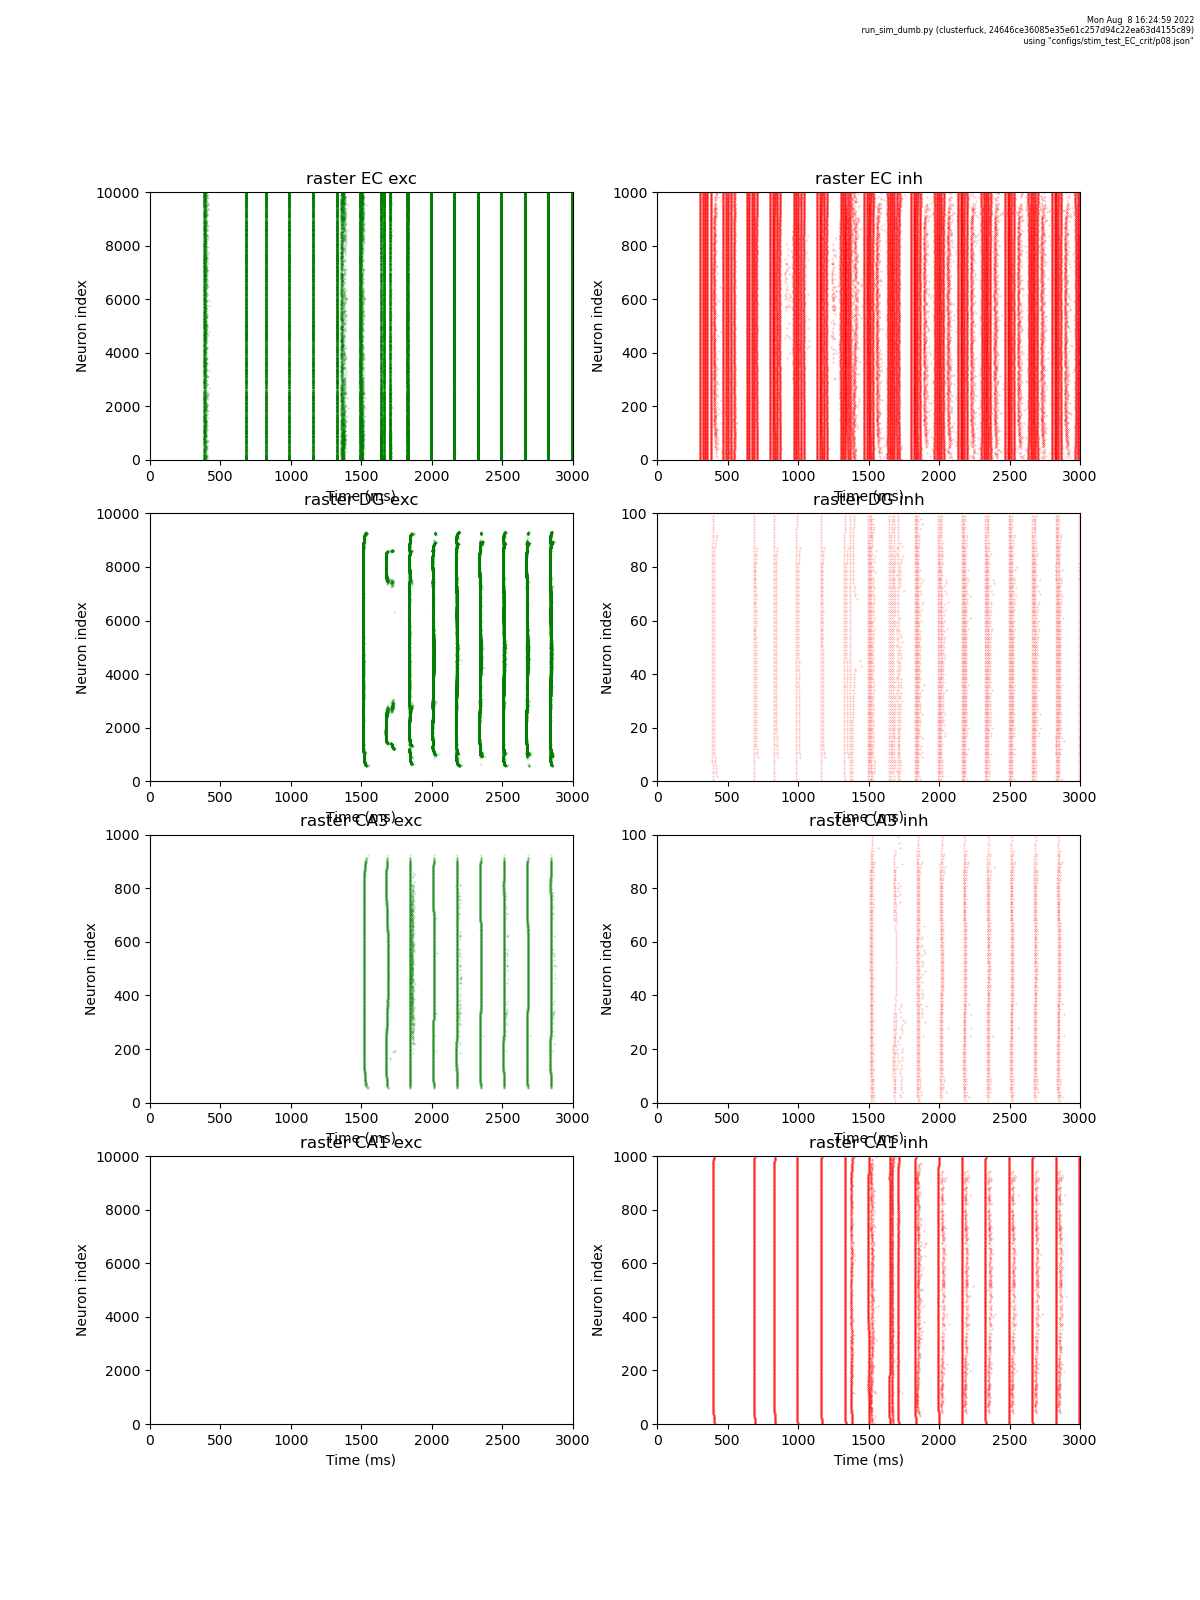 Mon Aug  8 16:24:59 2022
run_sim_dumb.py (clusterfuck, 24646ce36085e35e61c257d94c22ea63d4155c89)
using "configs/stim_test_EC_crit/p08.json"
raster EC exc
10000
8000
6000
4000
2000
0
Neuron index
0 500 1000 1500 2000 2500 3000
Time (ms)
raster EC inh
1000
800
600
400
200
0
Neuron index
0 500 1000 1500 2000 2500 3000
Time (ms)
raster DG exc
10000
8000
6000
4000
2000
0
Neuron index
0 500 1000 1500 2000 2500 3000
Time (ms)
raster DG inh
100
80
60
40
20
0
Neuron index
0 500 1000 1500 2000 2500 3000
Time (ms)
raster CA3 exc
1000
800
600
400
200
0
Neuron index
0 500 1000 1500 2000 2500 3000
Time (ms)
raster CA3 inh
100
80
60
40
20
0
Neuron index
0 500 1000 1500 2000 2500 3000
Time (ms)
raster CA1 exc
10000
8000
6000
4000
2000
0
Neuron index
0 500 1000 1500 2000 2500 3000
Time (ms)
raster CA1 inh
1000
800
600
400
200
0
Neuron index
0 500 1000 1500 2000 2500 3000
Time (ms)